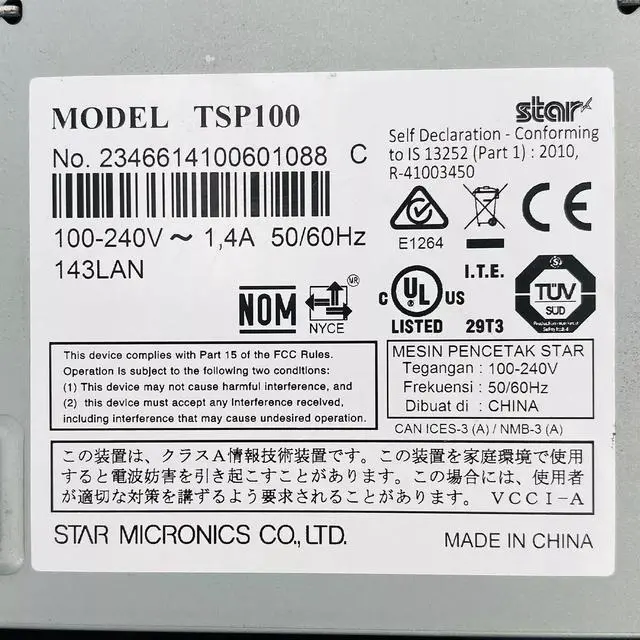 MODEL TSP100
star
No. 2346614100601088 C
Self Declaration - Conforming
to IS 13252 (Part 1) : 2010,
R-41003450
E1264
CE
100-240V ~ 1,4A 50/60Hz
143LAN
NOM
NYCE
VR
I.T.E.
c UL US
LISTED 29T3
TÜV
SÜD
This device complies with Part 15 of the FCC Rules.
Operation is subject to the following two conditions:
(1) This device may not cause harmful interference, and
(2) this device must accept any Interference received,
including interference that may cause undesired operation.
MESIN PENCETAK STAR
Tegangan : 100-240V
Frekuensi : 50/60Hz
Dibuat di : CHINA
CAN ICES-3 (A) / NMB-3 (A)
この装置は、クラスA情報技術装置です。この装置を家庭環境で使用
すると電波妨害を引き起こすことがあります。この場合には、使用者
が適切な対策を講ずるよう要求されることがあります。 VCCI-A
STAR MICRONICS CO., LTD.
MADE IN CHINA